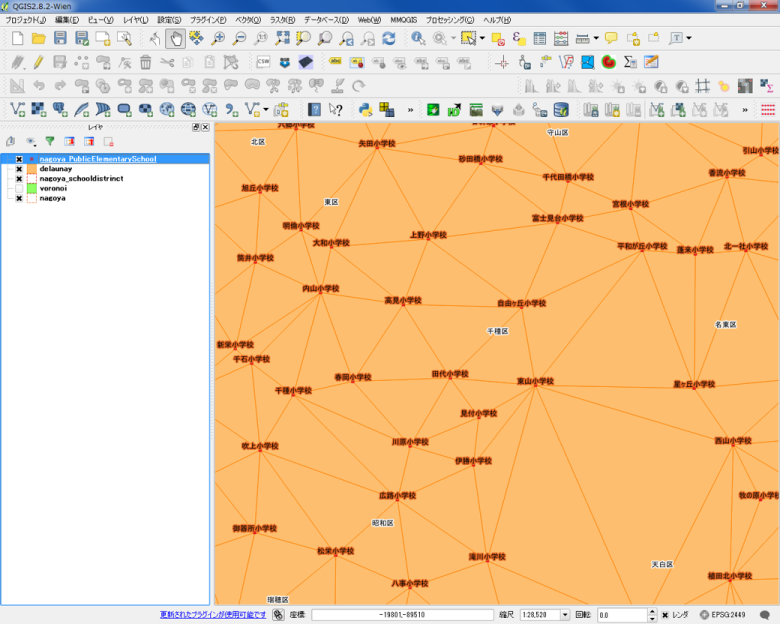 QGIS2.8.2-Wien
プロジェクト(J) 編集(E) ビュー(V) レイヤ(L) 設定(S) プラグイン(P) ベクタ(O) ラスタ(R) データベース(D) Web(W) MMQGIS プロセッシング(C) ヘルプ(H)
レイヤ
nagoya_PublicElementarySchool
delaunay
nagoya_schooldistrinct
voronoi
nagoya
守山区
北区
矢田小学校
引山小学校
砂田橋小学校
香流小学校
千代田橋小学校
旭丘小学校
東区
宮根小学校
富士見台小学校
明倫小学校
上野小学校
大和小学校
平和が丘小学校
蓬来小学校
北一社小学校
筒井小学校
内山小学校
高見小学校
自由ヶ丘小学校
名東区
千種区
新栄小学校
千石小学校
田代小学校
春岡小学校
東山小学校
星ヶ丘小学校
千種小学校
見付小学校
川原小学校
西山小学校
吹上小学校
伊勝小学校
広路小学校
牧の原小学校
昭和区
御器所小学校
松栄小学校
滝川小学校
天白区
植田北小学校
八事小学校
瑞穂区
更新されたプラグインが使用可能です 座標: -19801,-89510 縮尺 1:28,520 回転: 0.0 レンダ EPSG:2449